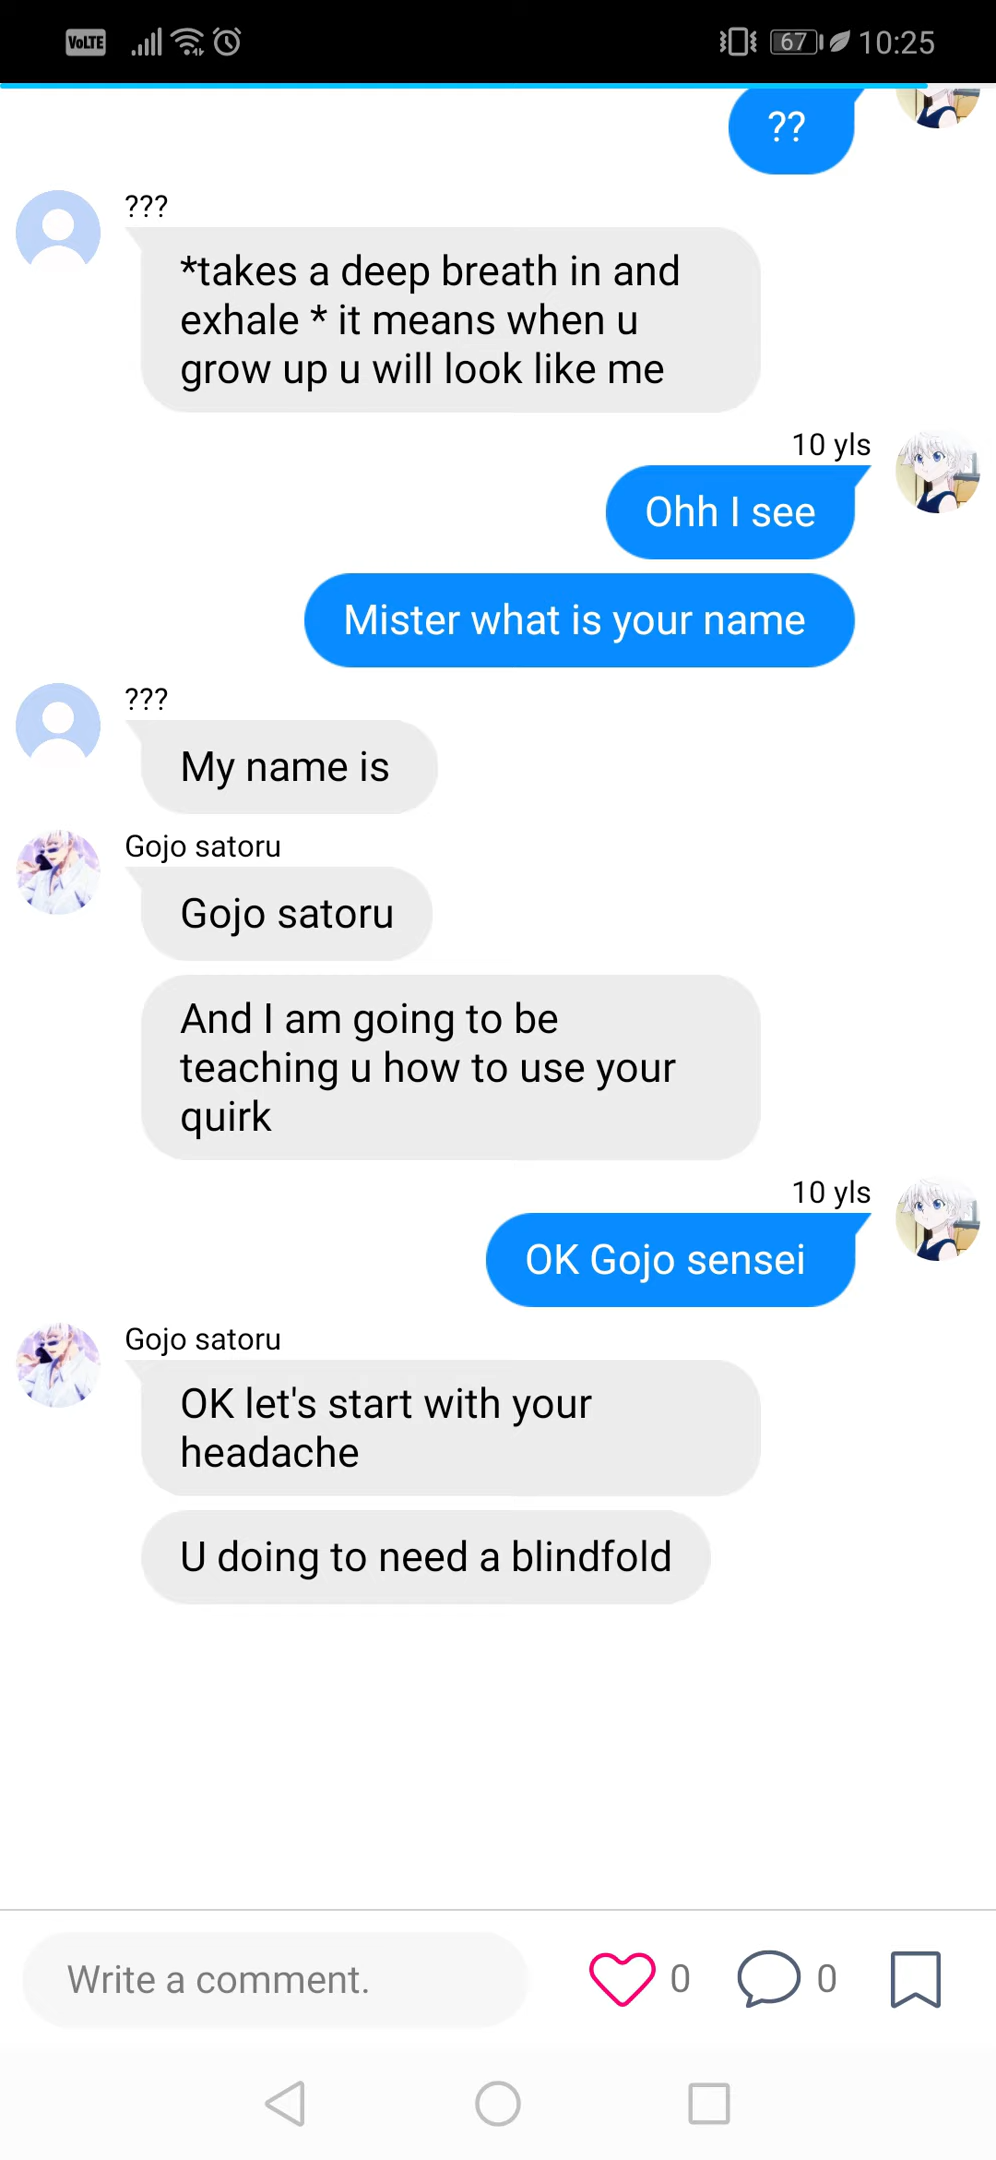 VoLTE 67 10:25
??
???
*takes a deep breath in and
exhale * it means when u
grow up u will look like me
10 yls
Ohh I see
Mister what is your name
???
My name is
Gojo satoru
Gojo satoru
And I am going to be
teaching u how to use your
quirk
10 yls
OK Gojo sensei
Gojo satoru
OK let's start with your
headache
U doing to need a blindfold
Write a comment. 0 0